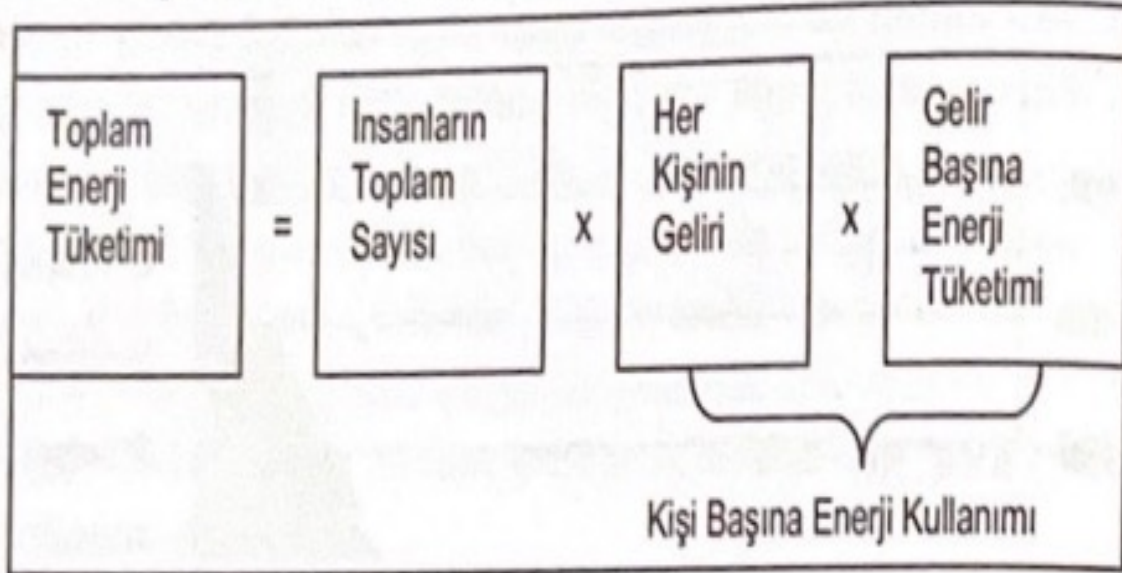 Toplam
Enerji
Tüketimi
=
İnsanların
Toplam
Sayısı
x
Her
Kişinin
Geliri
x
Gelir
Başına
Enerji
Tüketimi
Kişi Başına Enerji Kullanımı